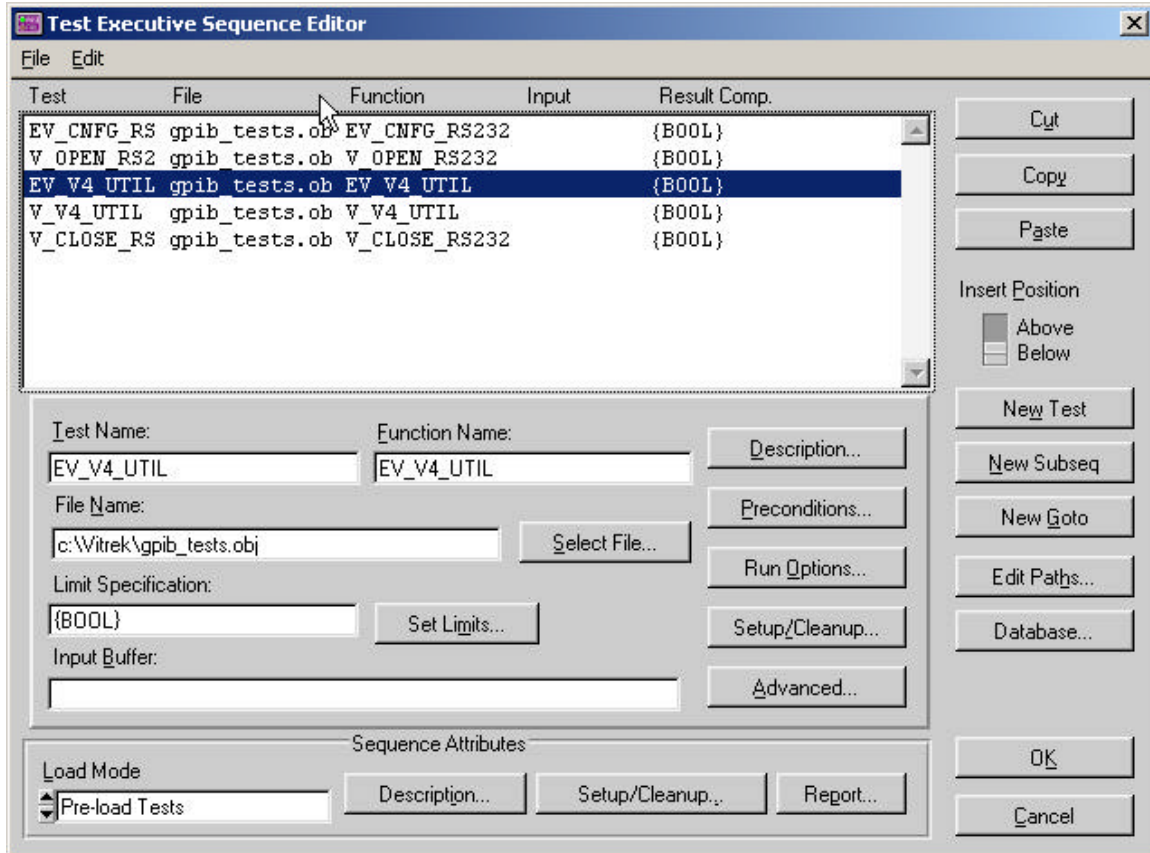 Test Executive Sequence Editor
File Edit
Test File Function Input Result Comp.
EV_CNFG_RS gpib_tests.ob EV_CNFG_RS232 {BOOL}
V_OPEN_RS2 gpib_tests.ob V_OPEN_RS232 {BOOL}
EV_V4_UTIL gpib_tests.ob EV_V4_UTIL {BOOL}
V_V4_UTIL gpib_tests.ob V_V4_UTIL {BOOL}
V_CLOSE_RS gpib_tests.ob V_CLOSE_RS232 {BOOL}
Cut
Copy
Paste
Insert Position
Above
Below
New Test
New Subseq
New Goto
Edit Paths...
Database...
Test Name: Function Name:
EV_V4_UTIL EV_V4_UTIL
File Name:
c:\Vitrek\gpib_tests.obj Select File...
Limit Specification:
{BOOL} Set Limits...
Input Buffer:
Description...
Preconditions...
Run Options...
Setup/Cleanup...
Advanced...
Sequence Attributes
Load Mode
Pre-load Tests Description... Setup/Cleanup... Report...
OK
Cancel